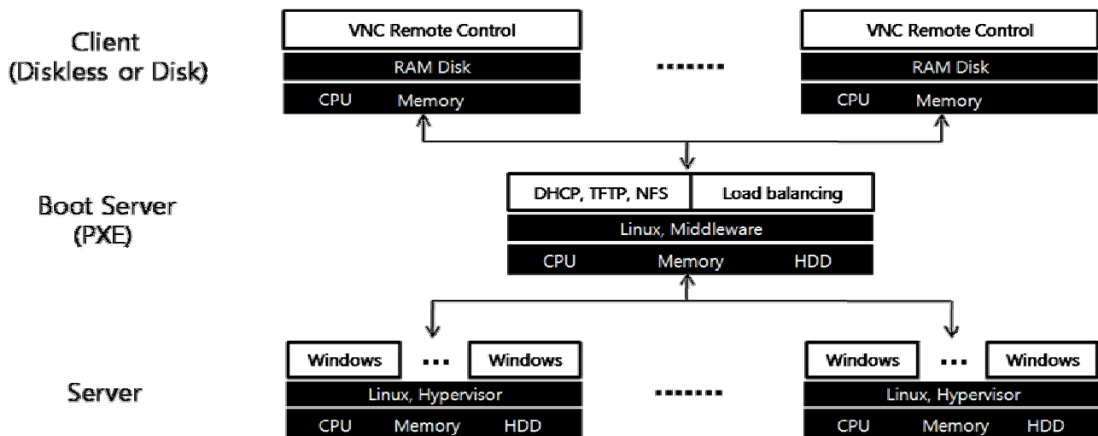 Client
(Diskless or Disk)
VNC Remote Control
VNC Remote Control
RAM Disk
RAM Disk
CPU Memory
CPU Memory
Boot Server
(PXE)
DHCP, TFTP, NFS
Load balancing
Linux, Middleware
CPU Memory HDD
Server
Windows ... Windows
Windows ... Windows
Linux, Hypervisor
Linux, Hypervisor
CPU Memory HDD
CPU Memory HDD